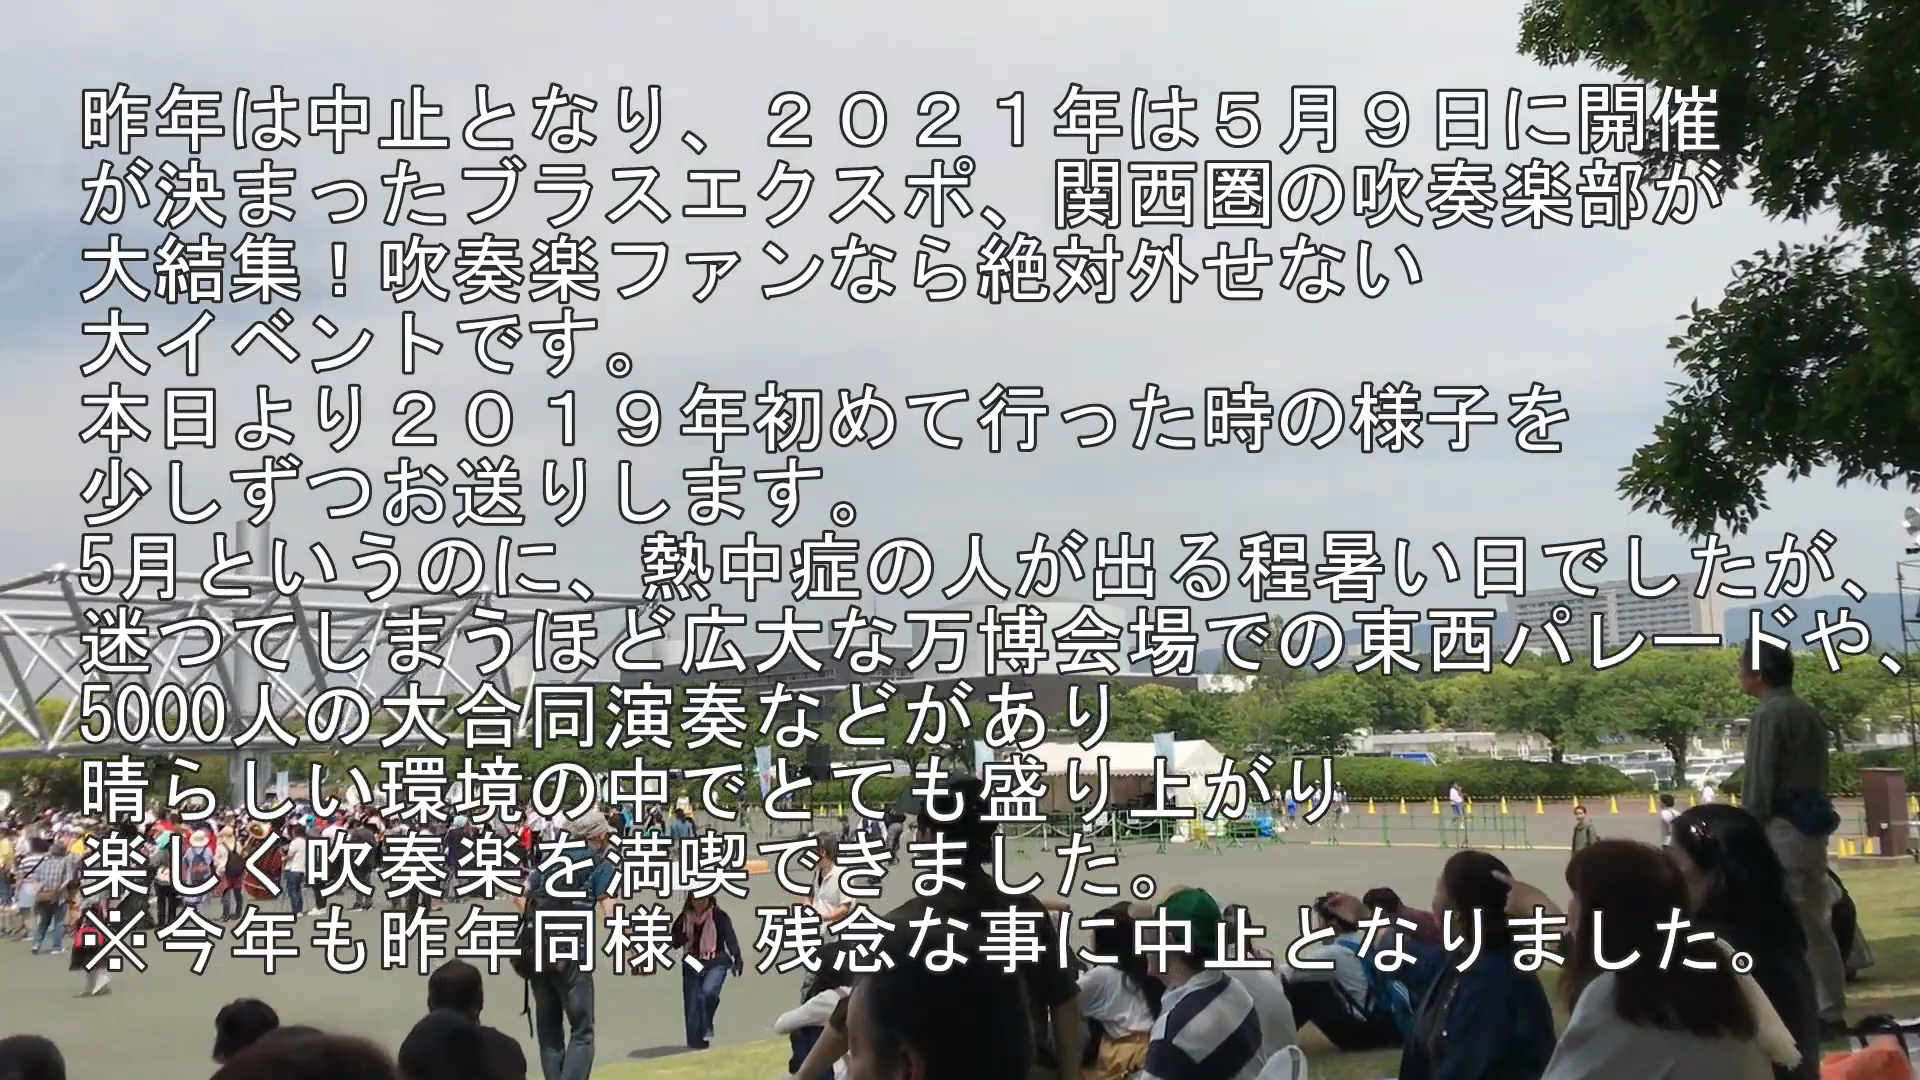 昨年は中止となり、２０２１年は５月９日に開催
が決まったブラスエクスポ、関西圏の吹奏楽部が
大結集！吹奏楽ファンなら絶対外せない
大イベントです。
本日より２０１９年初めて行った時の様子を
少しずつお送りします。
5月というのに、熱中症の人が出る程暑い日でしたが、
迷つてしまうほど広大な万博会場での東西パレードや、
5000人の大合同演奏などがあり
晴らしい環境の中でとても盛り上がり
楽しく吹奏楽を満喫できました。
※今年も昨年同様、残念な事に中止となりました。